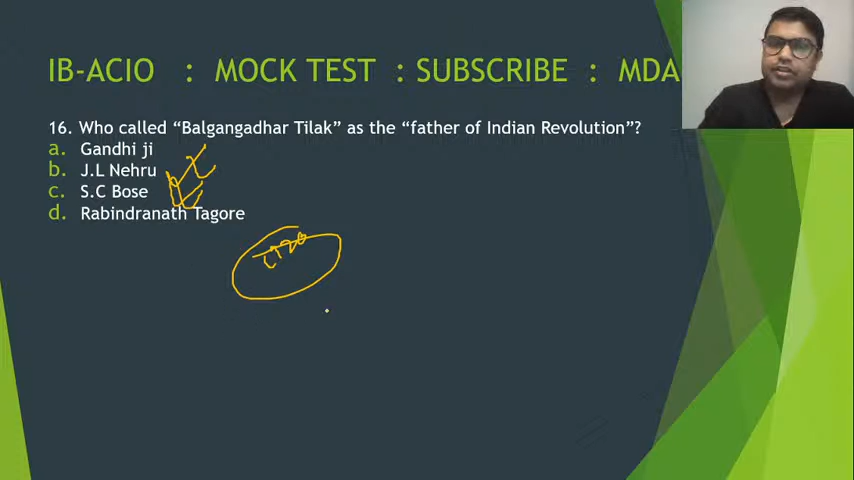 IB-ACIO : MOCK TEST : SUBSCRIBE : MDA
16. Who called “Balgangadhar Tilak” as the “father of Indian Revolution”?
a. Gandhi ji
b. J.L Nehru
c. S.C Bose
d. Rabindranath Tagore